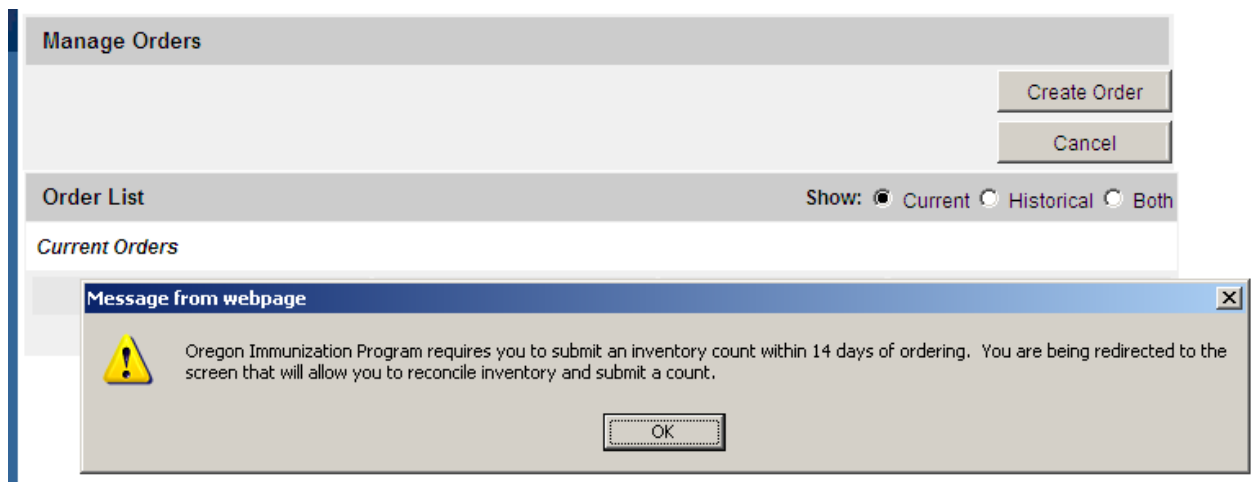 Manage Orders
Create Order
Cancel
Order List Show: Current Historical Both
Current Orders
Message from webpage
Oregon Immunization Program requires you to submit an inventory count within 14 days of ordering. You are being redirected to the
screen that will allow you to reconcile inventory and submit a count.
OK